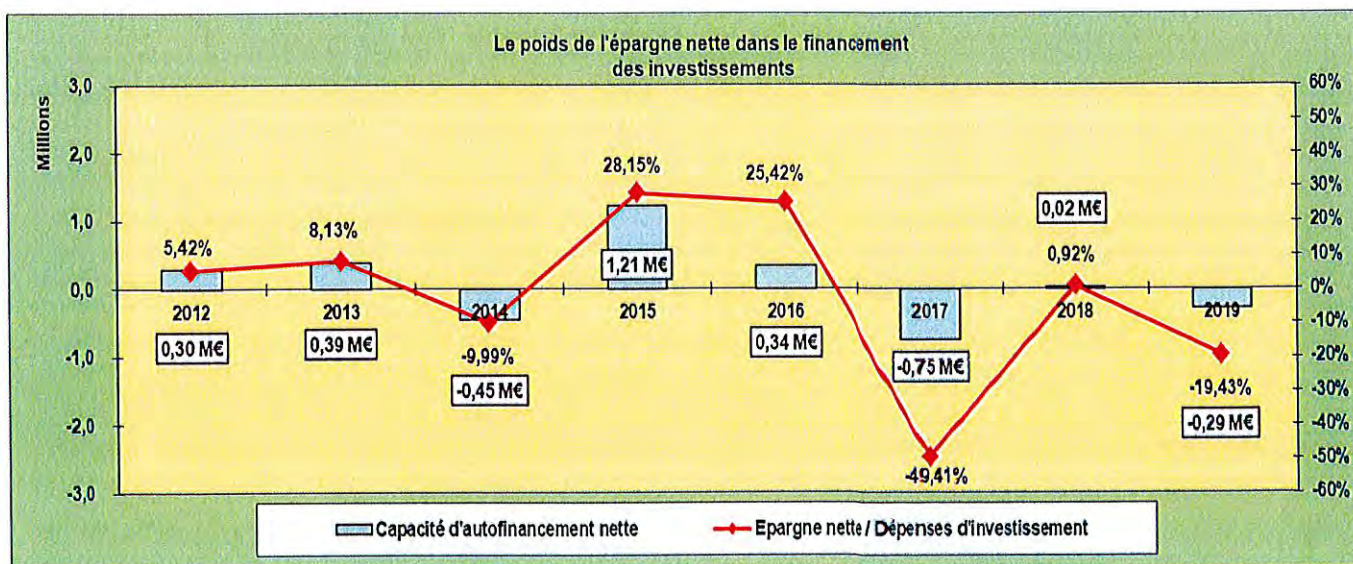 Le poids de l'épargne nette dans le financement
des investissements
Millions
3,0
2,0
1,0
0,0
-1,0
-2,0
-3,0
60%
50%
40%
30%
20%
10%
0%
-10%
-20%
-30%
-40%
-50%
-60%
5,42%
8,13%
-9,99%
28,15%
25,42%
-49,41%
0,92%
-19,43%
2012
2013
2014
2015
2016
2017
2018
2019
0,30 M€
0,39 M€
-0,45 M€
1,21 M€
0,34 M€
-0,75 M€
0,02 M€
-0,29 M€
Capacité d'autofinancement nette
Epargne nette / Dépenses d'investissement